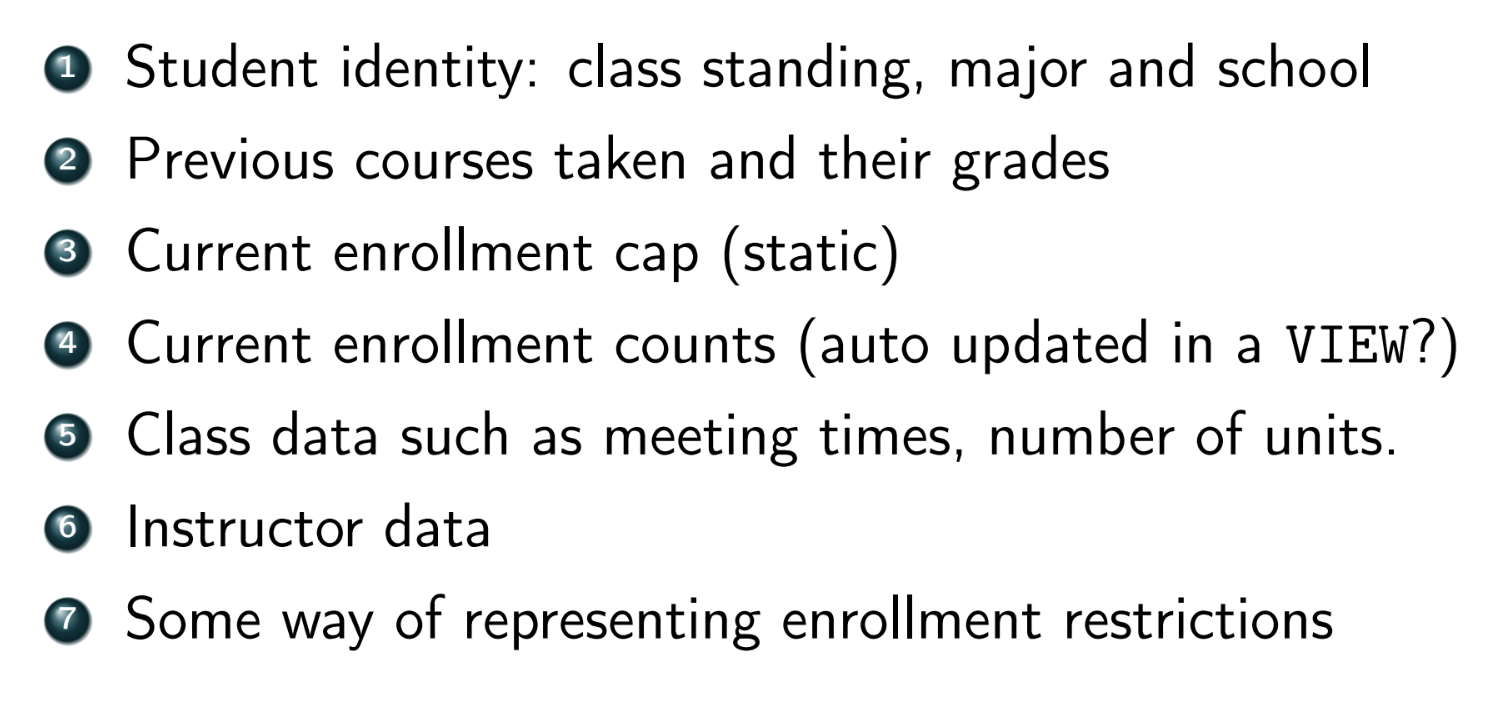 1 Student identity: class standing, major and school
2 Previous courses taken and their grades
3 Current enrollment cap (static)
4 Current enrollment counts (auto updated in a VIEW?)
5 Class data such as meeting times, number of units.
6 Instructor data
7 Some way of representing enrollment restrictions